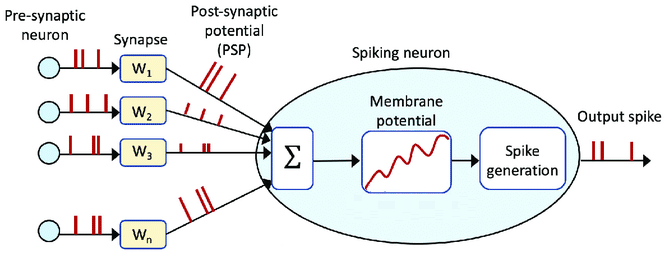 Pre-synaptic
neuron
Synapse
Post-synaptic
potential
(PSP)
Spiking neuron
W1
W2
W3
Wn
Σ
Membrane
potential
Spike
generation
Output spike